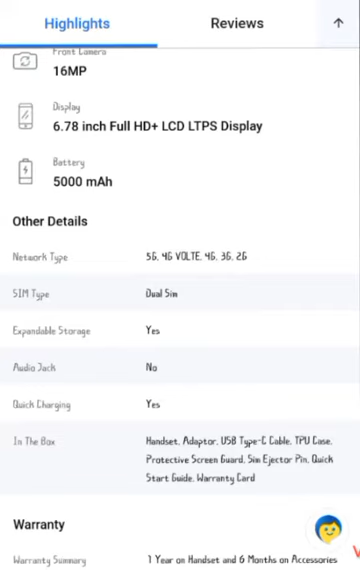 Highlights Reviews
Front Camera
16MP
Display
6.78 inch Full HD+ LCD LTPS Display
Battery
5000 mAh
Other Details
Network Type 5G, 4G VOLTE, 4G, 3G, 2G
SIM Type Dual Sim
Expandable Storage Yes
Audio Jack No
Quick Charging Yes
In The Box Handset, Adaptor, USB Type-C Cable, TPU Case,
Protective Screen Guard, Sim Ejector Pin, Quick
Start Guide, Warranty Card
Warranty
Warranty Summary 1 Year on Handset and 6 Months on Accessories